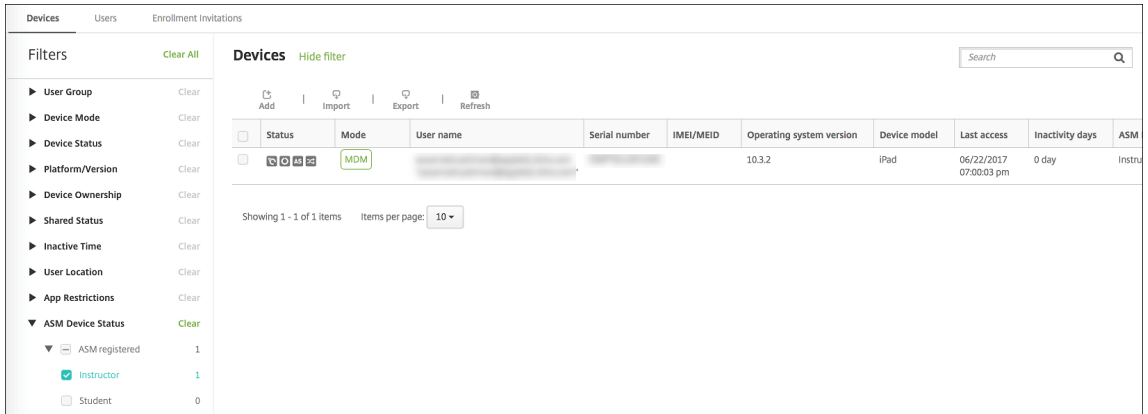 Devices Users Enrollment Invitations
Filters Clear All
User Group Clear
Device Mode Clear
Device Status Clear
Platform/Version Clear
Device Ownership Clear
Shared Status Clear
Inactive Time Clear
User Location Clear
App Restrictions Clear
ASM Device Status Clear
ASM registered 1
Instructor 1
Student 0
Devices Hide filter Search
Add | Import | Export | Refresh
Status Mode User name Serial number IMEI/MEID Operating system version Device model Last access Inactivity days ASM
AS MDM 10.3.2 iPad 06/22/2017 0 day Instru
07:00:03 pm
Showing 1 - 1 of 1 items Items per page: 10